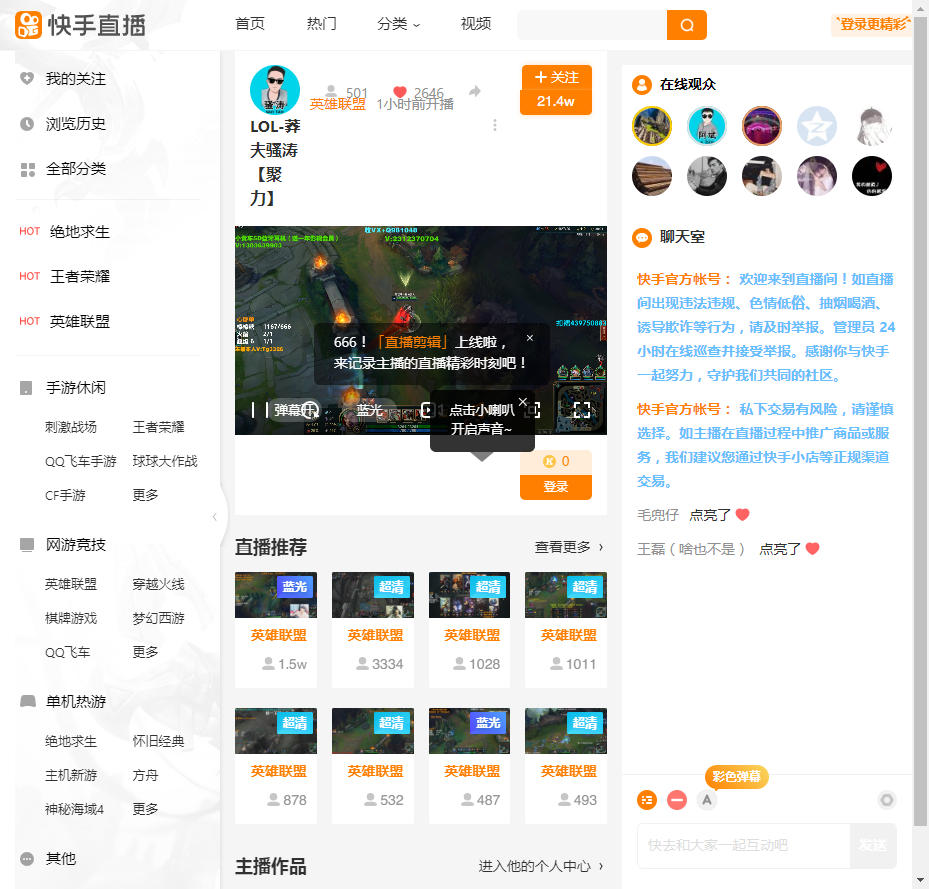 快手直播
首页 热门 分类 视频
登录更精彩
我的关注
浏览历史
全部分类
HOT 绝地求生
HOT 王者荣耀
HOT 英雄联盟
手游休闲
刺激战场 王者荣耀
QQ飞车手游 球球大作战
CF手游 更多
网游竞技
英雄联盟 穿越火线
棋牌游戏 梦幻西游
QQ飞车 更多
单机热游
绝地求生 怀旧经典
主机新游 方舟
神秘海域4 更多
其他
501 2646
英雄联盟 1小时前开播
LOL-莽
夫骚涛
【聚
力】
关注
21.4w
收VX+Q981048
V:2312370704
666！「直播剪辑」上线啦，
来记录主播的直播精彩时刻吧！
弹幕开
蓝光
点击小喇叭
开启声音~
0
登录
直播推荐 查看更多 ›
蓝光 超清 超清 超清
英雄联盟 英雄联盟 英雄联盟 英雄联盟
1.5w 3334 1028 1011
超清 超清 蓝光 超清
英雄联盟 英雄联盟 英雄联盟 英雄联盟
878 532 487 493
主播作品 进入他的个人中心 ›
在线观众
聊天室
快手官方帐号： 欢迎来到直播间！如直播
间出现违法违规、色情低俗、抽烟喝酒、
诱导欺诈等行为，请及时举报。管理员 24
小时在线巡查并接受举报。感谢你与快手
一起努力，守护我们共同的社区。
快手官方帐号： 私下交易有风险，请谨慎
选择。如主播在直播过程中推广商品或服
务，我们建议您通过快手小店等正规渠道
交易。
毛兜仔 点亮了
王磊（啥也不是） 点亮了
彩色弹幕
A
快去和大家一起互动吧 发送